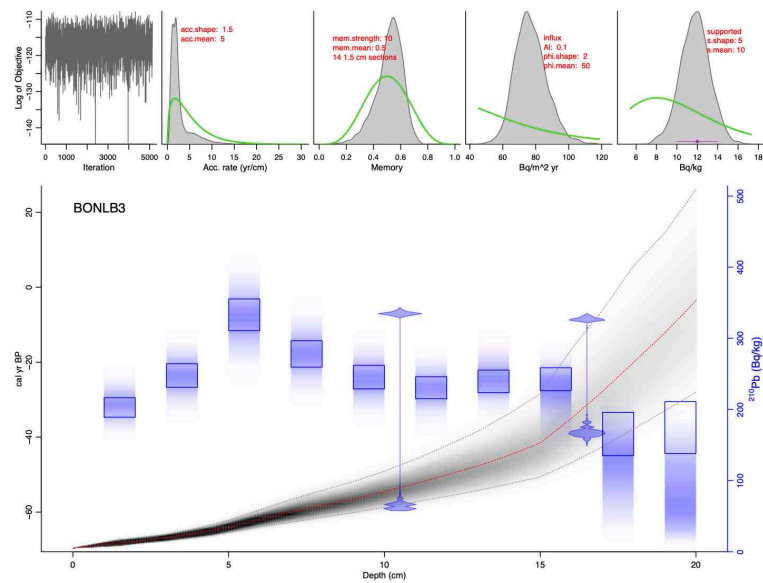 acc.shape: 1.5
acc.mean: 5
mem.strength: 10
mem.mean: 0.5
14 1.5 cm sections
influx
Al: 0.1
phi.shape: 2
phi.mean: 50
supported
s.shape: 5
s.mean: 10
Log of Objective
-110
-120
-130
-140
0 1000 3000 5000
Iteration
0 5 10 15 20 25 30
Acc. rate (yr/cm)
0.0 0.2 0.4 0.6 0.8 1.0
Memory
40 60 80 100 120
Bq/m^2 yr
6 8 10 12 14 16 18
Bq/kg
BONLB3
cal yr BP
20
0
-20
-40
-60
0 5 10 15 20
Depth (cm)
500
400
300
200
100
0
210Pb (Bq/kg)